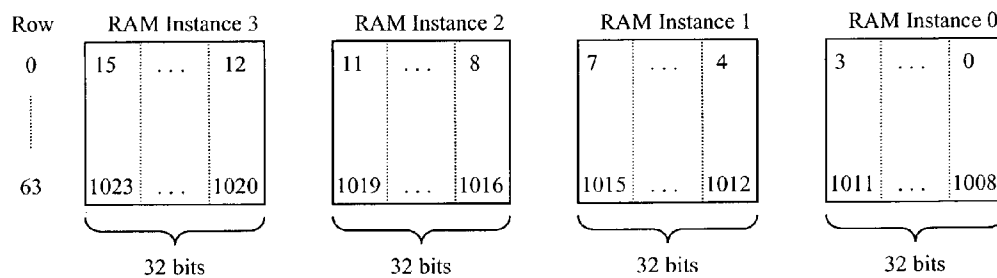 Row RAM Instance 3 RAM Instance 2 RAM Instance 1 RAM Instance 0
0 15 ... 12 11 ... 8 7 ... 4 3 ... 0
63 1023 ... 1020 1019 ... 1016 1015 ... 1012 1011 ... 1008
32 bits 32 bits 32 bits 32 bits